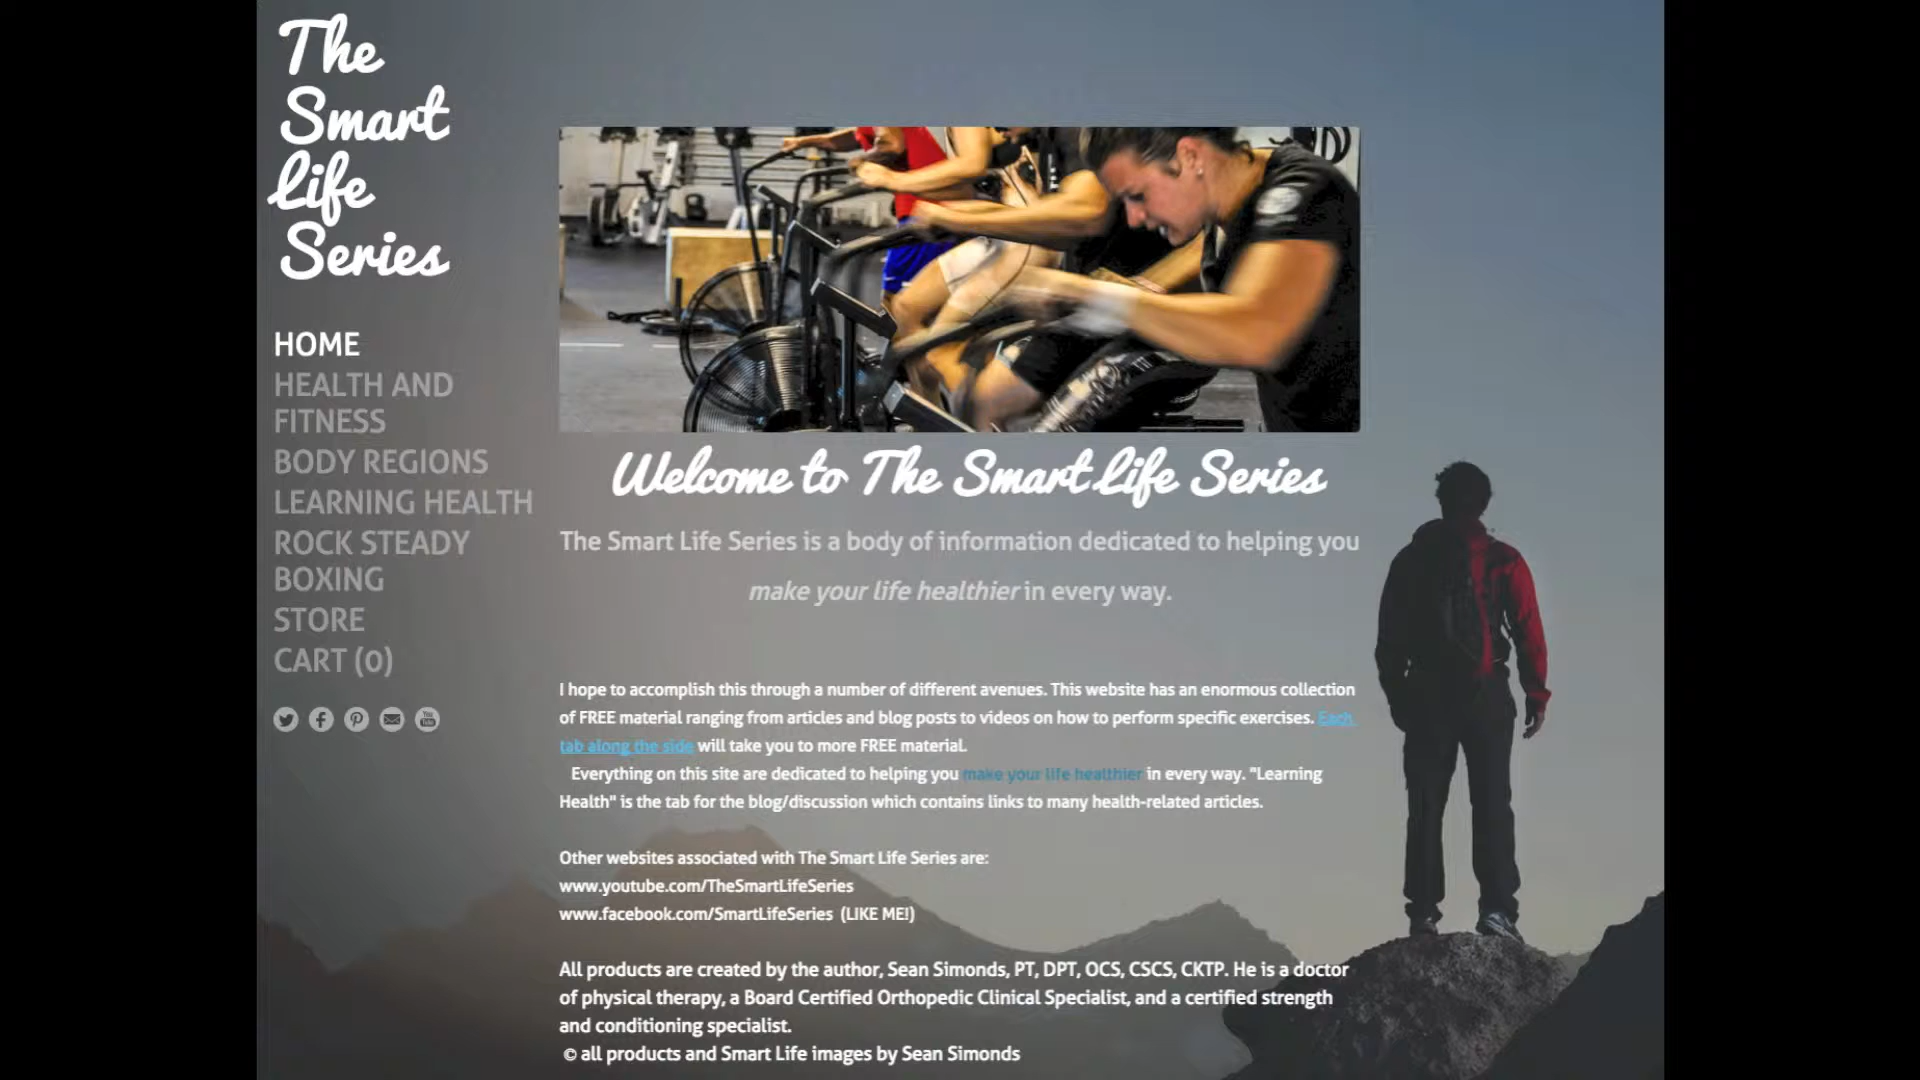 The
Smart
Life
Series
HOME
HEALTH AND
FITNESS
BODY REGIONS
LEARNING HEALTH
ROCK STEADY
BOXING
STORE
CART (0)
You
Tube
Welcome to The Smart Life Series
The Smart Life Series is a body of information dedicated to helping you
make your life healthier in every way.
I hope to accomplish this through a number of different avenues. This website has an enormous collection
of FREE material ranging from articles and blog posts to videos on how to perform specific exercises. Each
tab along the side will take you to more FREE material.
Everything on this site are dedicated to helping you make your life healthier in every way. "Learning
Health" is the tab for the blog/discussion which contains links to many health-related articles.
Other websites associated with The Smart Life Series are:
www.youtube.com/TheSmartLifeSeries
www.facebook.com/SmartLifeSeries (LIKE ME!)
All products are created by the author, Sean Simonds, PT, DPT, OCS, CSCS, CKTP. He is a doctor
of physical therapy, a Board Certified Orthopedic Clinical Specialist, and a certified strength
and conditioning specialist.
© all products and Smart Life images by Sean Simonds